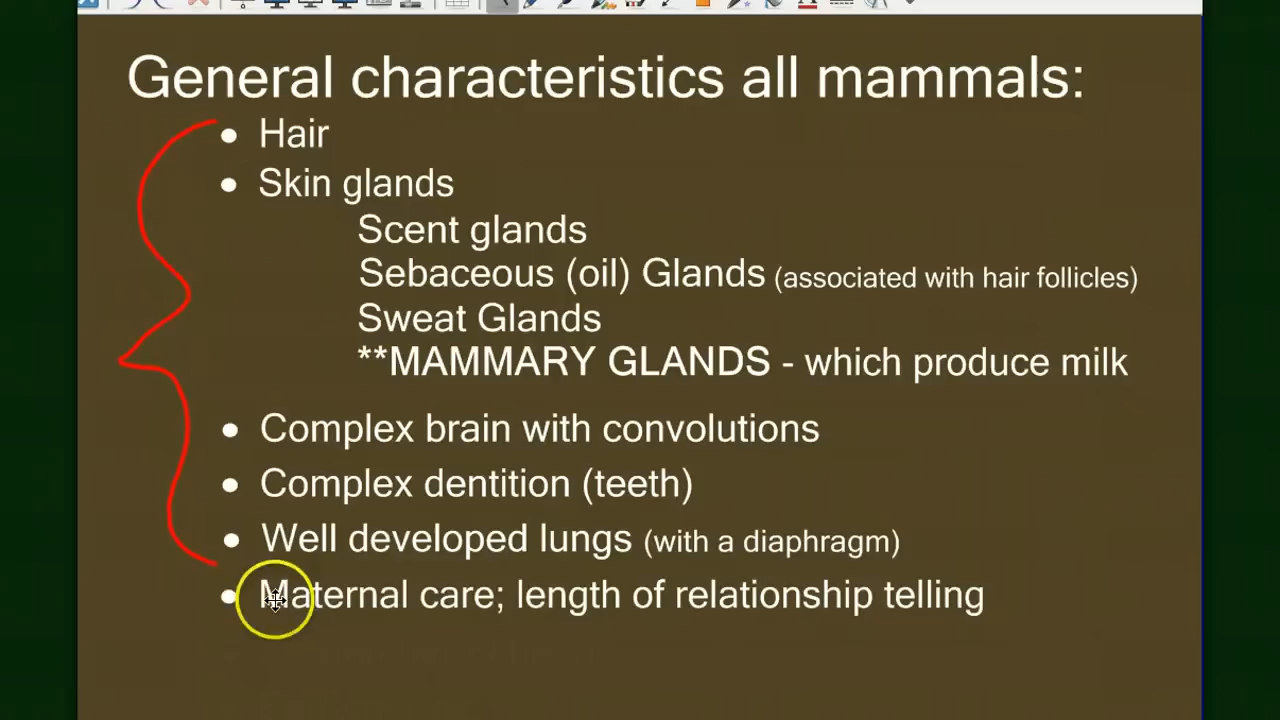 General characteristics all mammals:
• Hair
• Skin glands
Scent glands
Sebaceous (oil) Glands (associated with hair follicles)
Sweat Glands
**MAMMARY GLANDS - which produce milk
• Complex brain with convolutions
• Complex dentition (teeth)
• Well developed lungs (with a diaphragm)
• Maternal care; length of relationship telling